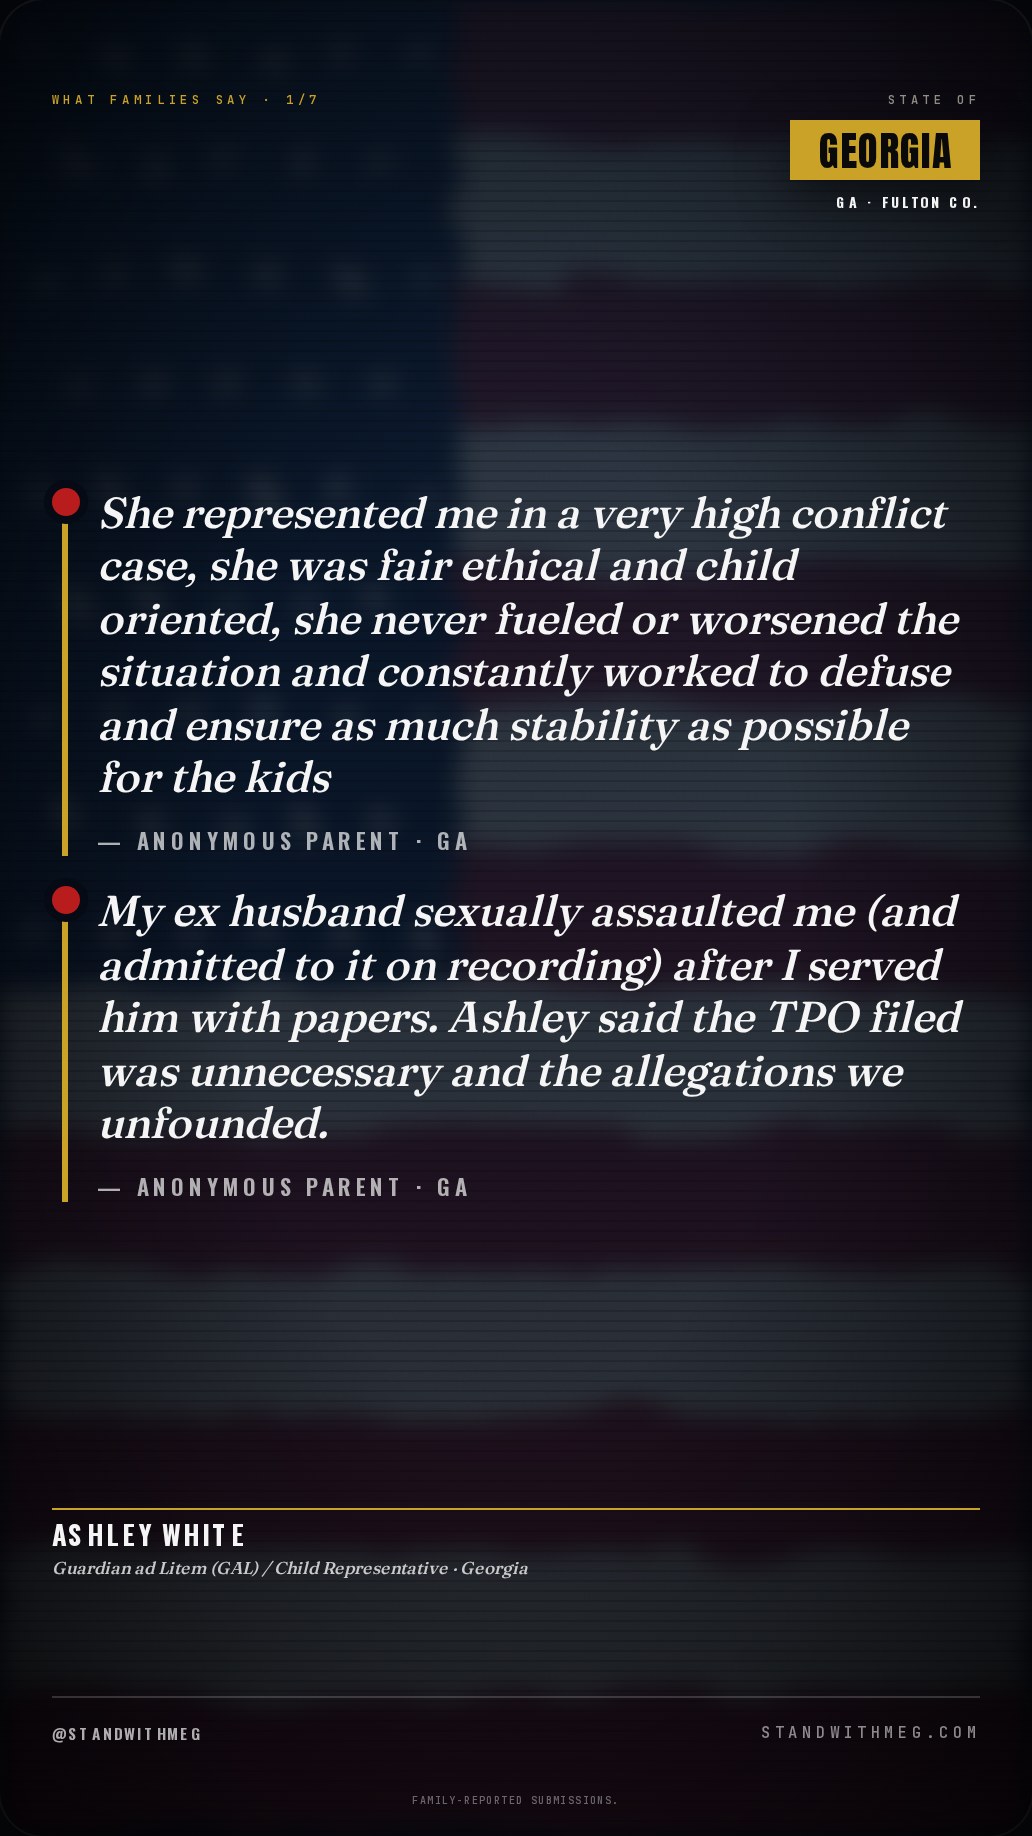 WHAT FAMILIES SAY · 1/7
STATE OF
GEORGIA
GA · FULTON CO.
She represented me in a very high conflict
case, she was fair ethical and child
oriented, she never fueled or worsened the
situation and constantly worked to defuse
and ensure as much stability as possible
for the kids
— ANONYMOUS PARENT · GA
My ex husband sexually assaulted me (and
admitted to it on recording) after I served
him with papers. Ashley said the TPO filed
was unnecessary and the allegations we
unfounded.
— ANONYMOUS PARENT · GA
ASHLEY WHITE
Guardian ad Litem (GAL) / Child Representative · Georgia
@STANDWITHMEG
STANDWITHMEG.COM
FAMILY-REPORTED SUBMISSIONS.